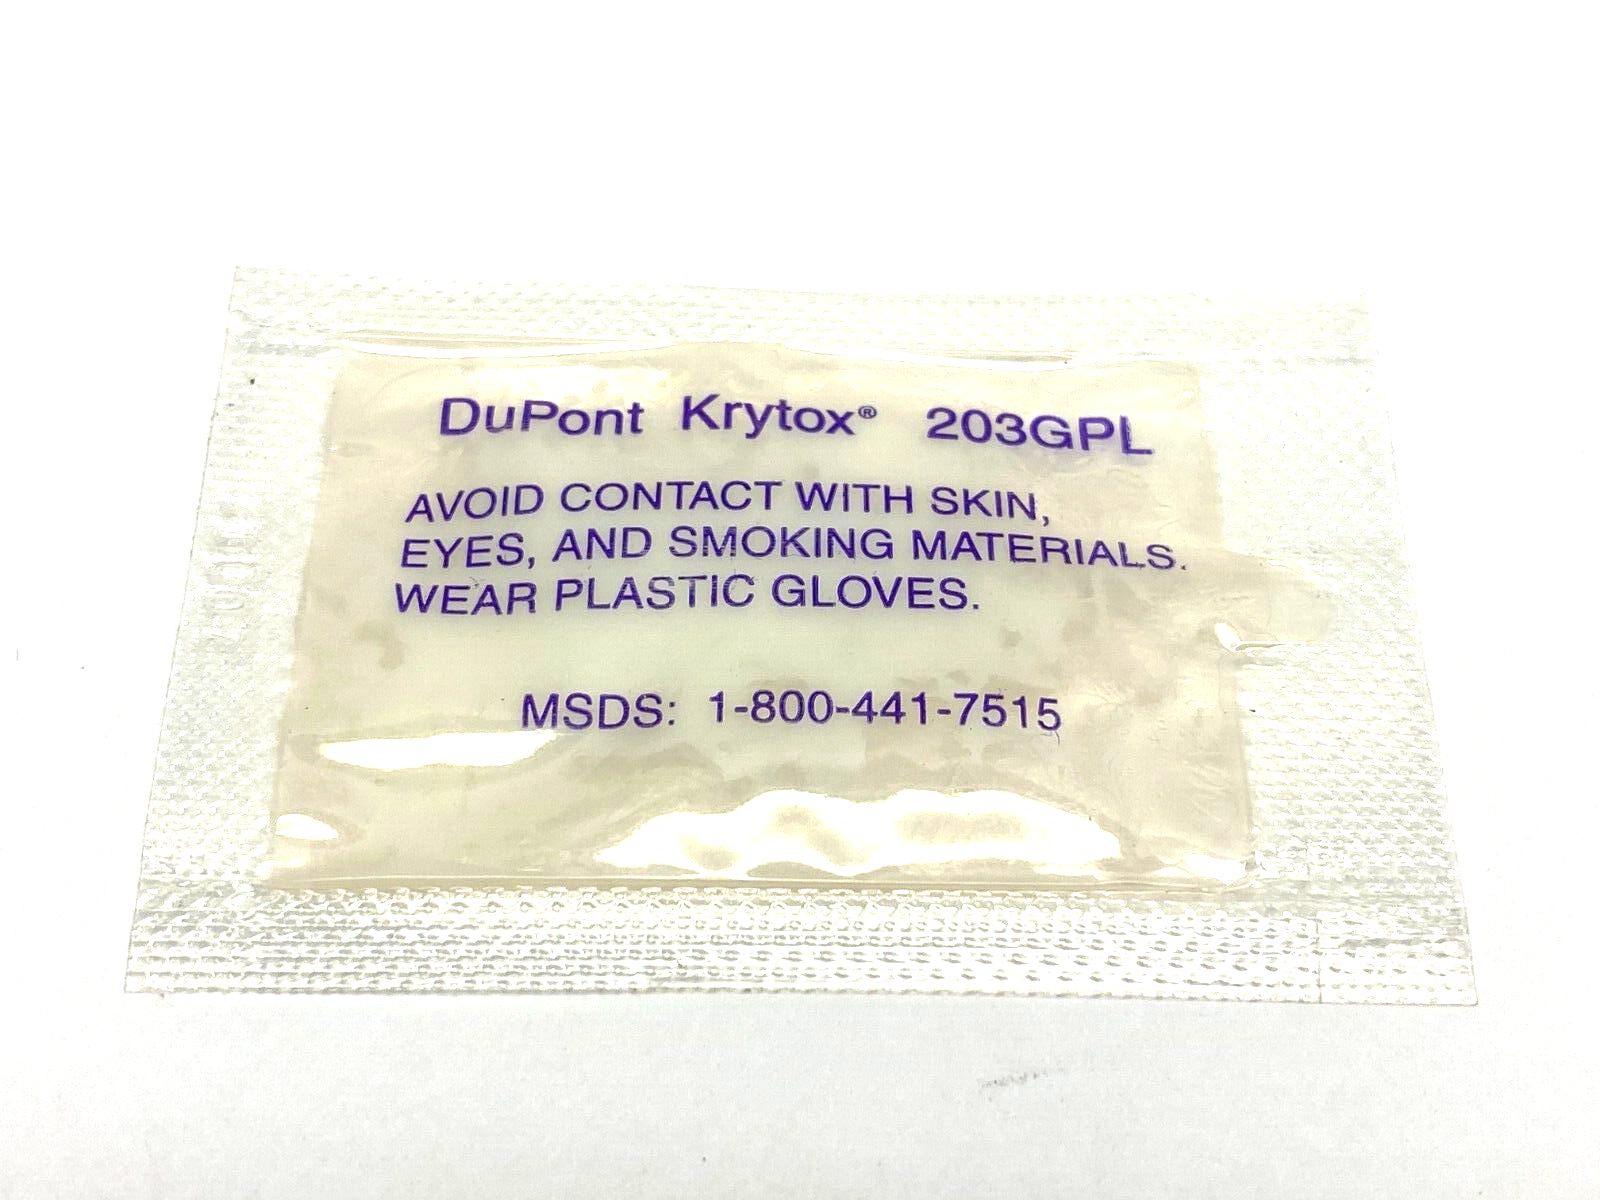 DuPont Krytox® 203GPL
AVOID CONTACT WITH SKIN,
EYES, AND SMOKING MATERIALS.
WEAR PLASTIC GLOVES.
MSDS: 1-800-441-7515